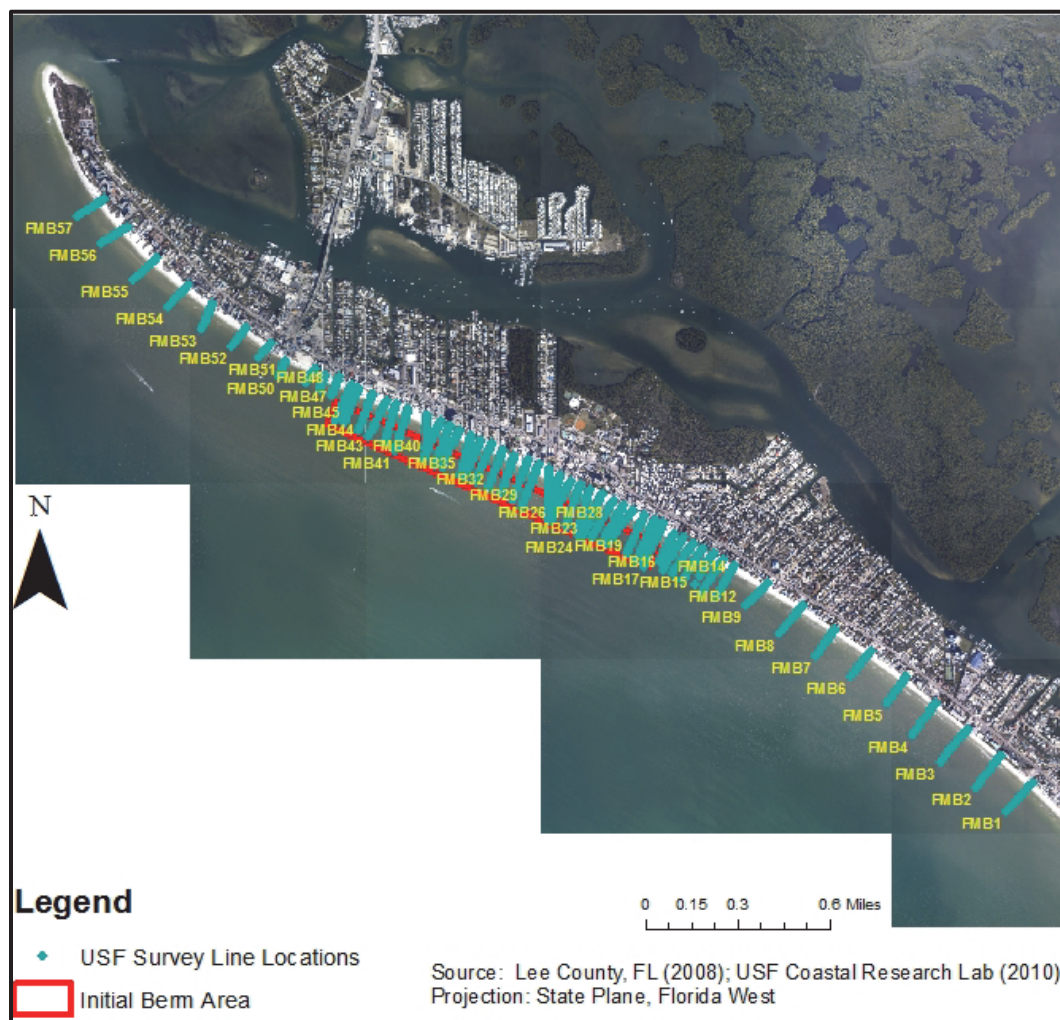 FMB57
FMB56
FMB55
FMB54
FMB53
FMB52
FMB51
FMB50
FMB48
FMB47
FMB45
FMB44
FMB43
FMB41
FMB40
FMB35
FMB32
FMB29
FMB26
FMB28
FMB23
FMB24
FMB19
FMB16
FMB17
FMB15
FMB14
FMB12
FMB9
FMB8
FMB7
FMB6
FMB5
FMB4
FMB3
FMB2
FMB1
N
Legend
USF Survey Line Locations
Initial Berm Area
0 0.15 0.3 0.6 Miles
Source: Lee County, FL (2008); USF Coastal Research Lab (2010)
Projection: State Plane, Florida West